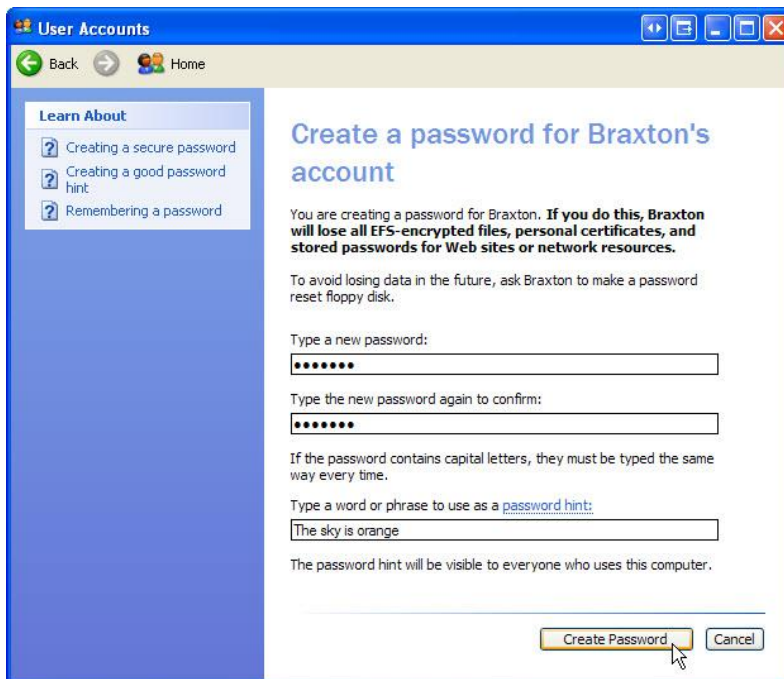 User Accounts
Back
Home
Learn About
Creating a secure password
Creating a good password
hint
Remembering a password
Create a password for Braxton's
account
You are creating a password for Braxton. If you do this, Braxton
will lose all EFS-encrypted files, personal certificates, and
stored passwords for Web sites or network resources.
To avoid losing data in the future, ask Braxton to make a password
reset floppy disk.
Type a new password:
•••••••
Type the new password again to confirm:
•••••••
If the password contains capital letters, they must be typed the same
way every time.
Type a word or phrase to use as a password hint:
The sky is orange
The password hint will be visible to everyone who uses this computer.
Create Password
Cancel